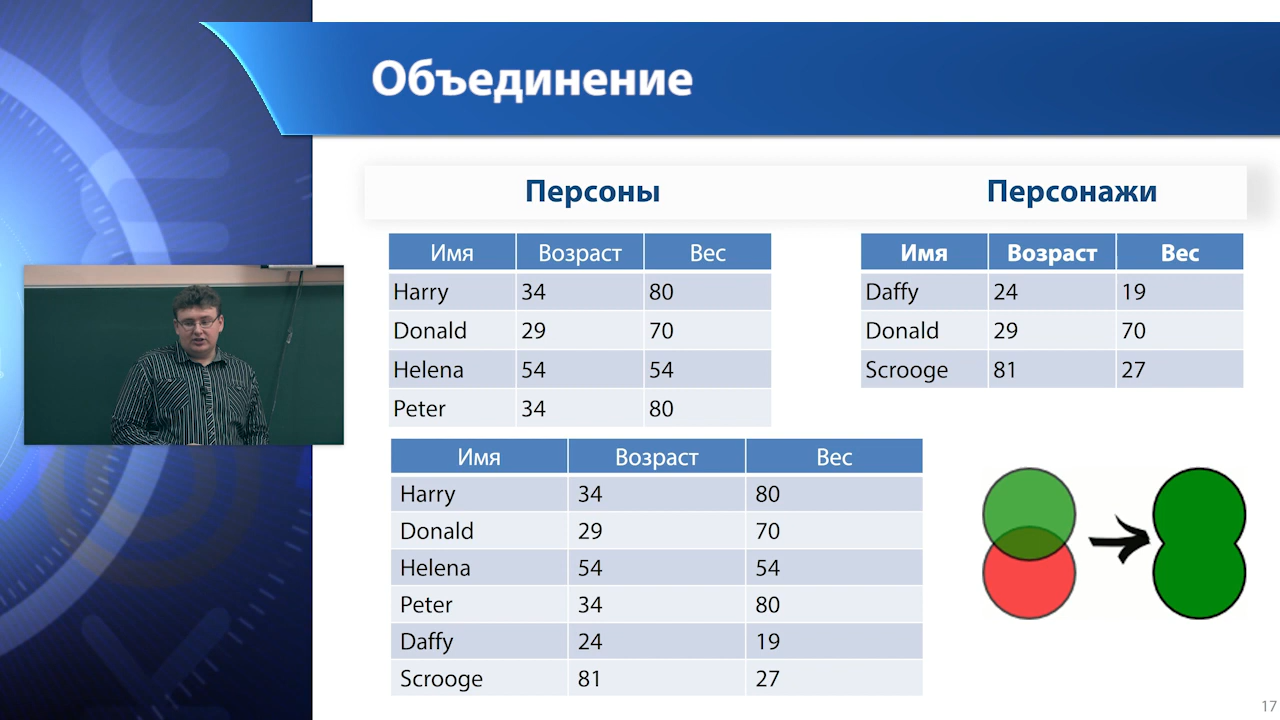 Объединение
Персоны Персонажи
Имя Возраст Вес
Harry 34 80
Donald 29 70
Helena 54 54
Peter 34 80
Имя Возраст Вес
Daffy 24 19
Donald 29 70
Scrooge 81 27
Имя Возраст Вес
Harry 34 80
Donald 29 70
Helena 54 54
Peter 34 80
Daffy 24 19
Scrooge 81 27
17